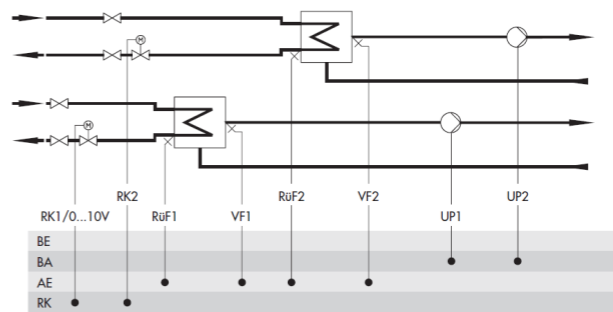 M
M
RK2
RüF2
VF2
UP2
RK1/0...10V
RüF1
VF1
UP1
BE
BA
AE
RK